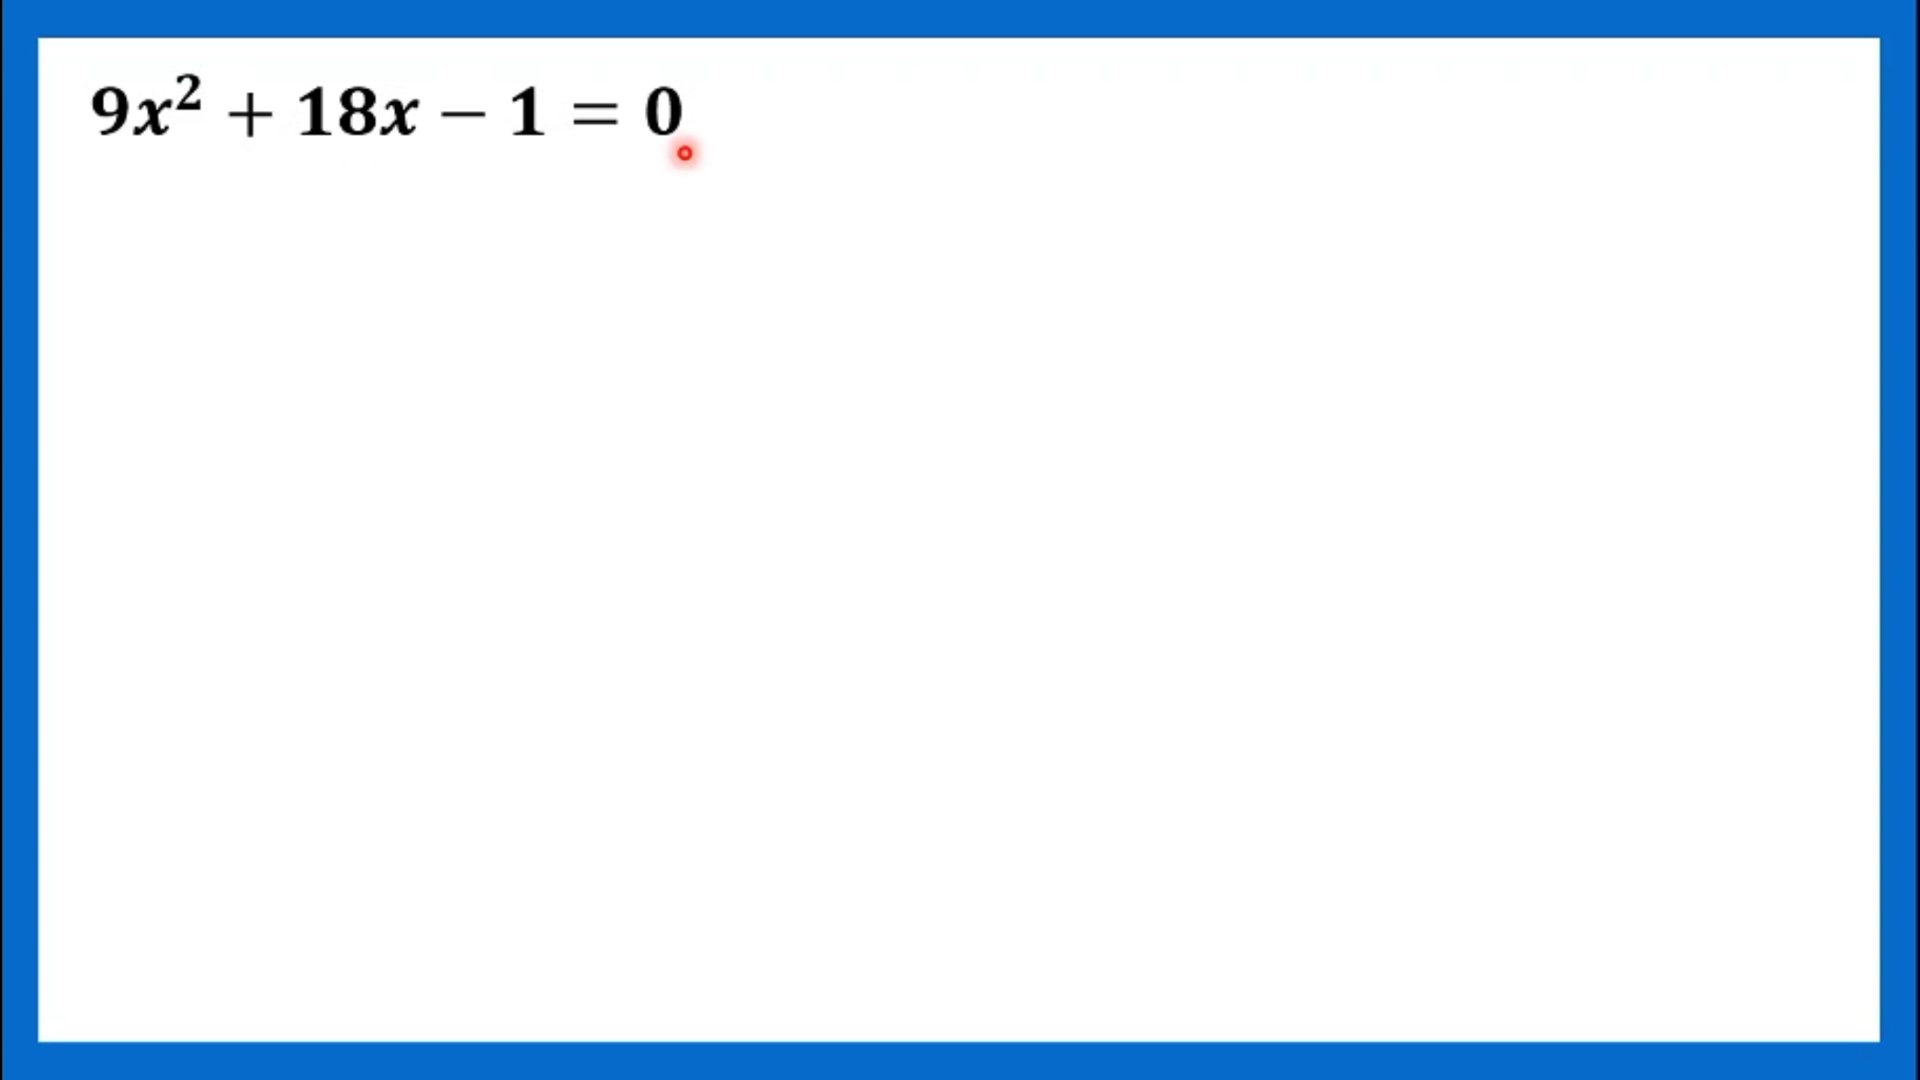 9x² + 18x − 1 = 0